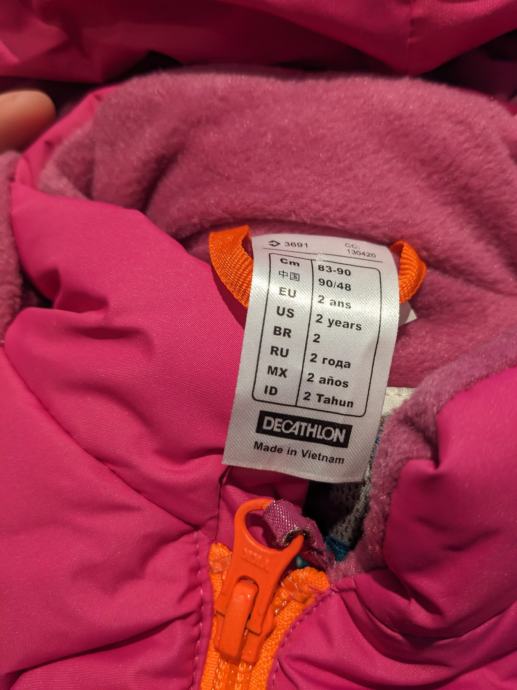 3691 CC: 130420
Cm 83-90
中国 90/48
EU 2 ans
US 2 years
BR 2
RU 2 года
MX 2 años
ID 2 Tahun
DECATHLON
Made in Vietnam